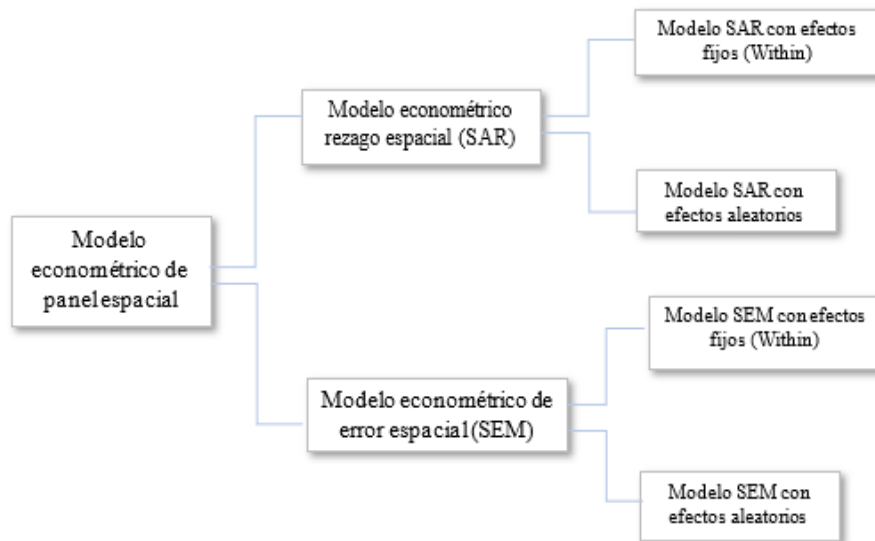 Modelo SAR con efectos
fijos (Within)
Modelo econométrico
rezago espacial (SAR)
Modelo SAR con
efectos aleatorios
Modelo
econométrico de
panel espacial
Modelo SEM con efectos
fijos (Within)
Modelo econométrico de
error espacial (SEM)
Modelo SEM con
efectos aleatorios